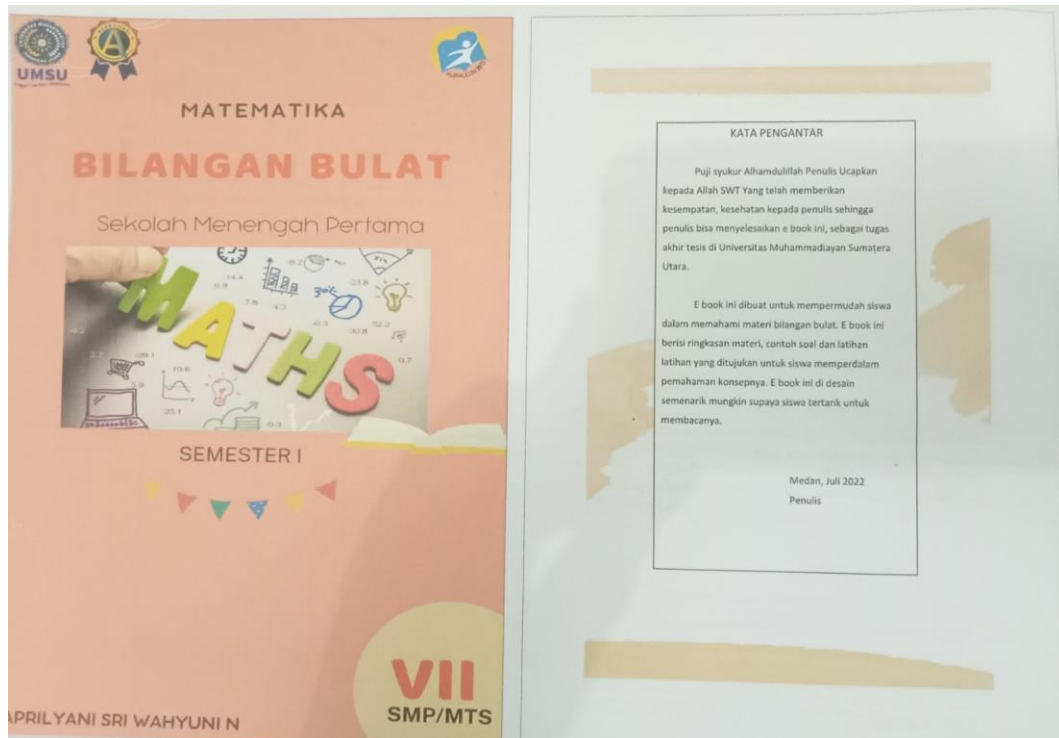 UMSU
MATEMATIKA
BILANGAN BULAT
Sekolah Menengah Pertama
MATHS
SEMESTER I
VII
SMP/MTS
APRILYANI SRI WAHYUNI N
KATA PENGANTAR
Puji syukur Alhamdulillah Penulis Ucapkan
kepada Allah SWT Yang telah memberikan
kesempatan, kesehatan kepada penulis sehingga
penulis bisa menyelesaikan e book ini, sebagai tugas
akhir tesis di Universitas Muhammadiayan Sumatera
Utara.
E book ini dibuat untuk mempermudah siswa
dalam memahami materi bilangan bulat. E book ini
berisi ringkasan materi, contoh soal dan latihan
latihan yang ditujukan untuk siswa memperdalam
pemahaman konsepnya. E book ini di desain
semenarik mungkin supaya siswa tertarik untuk
membacanya.
Medan, Juli 2022
Penulis